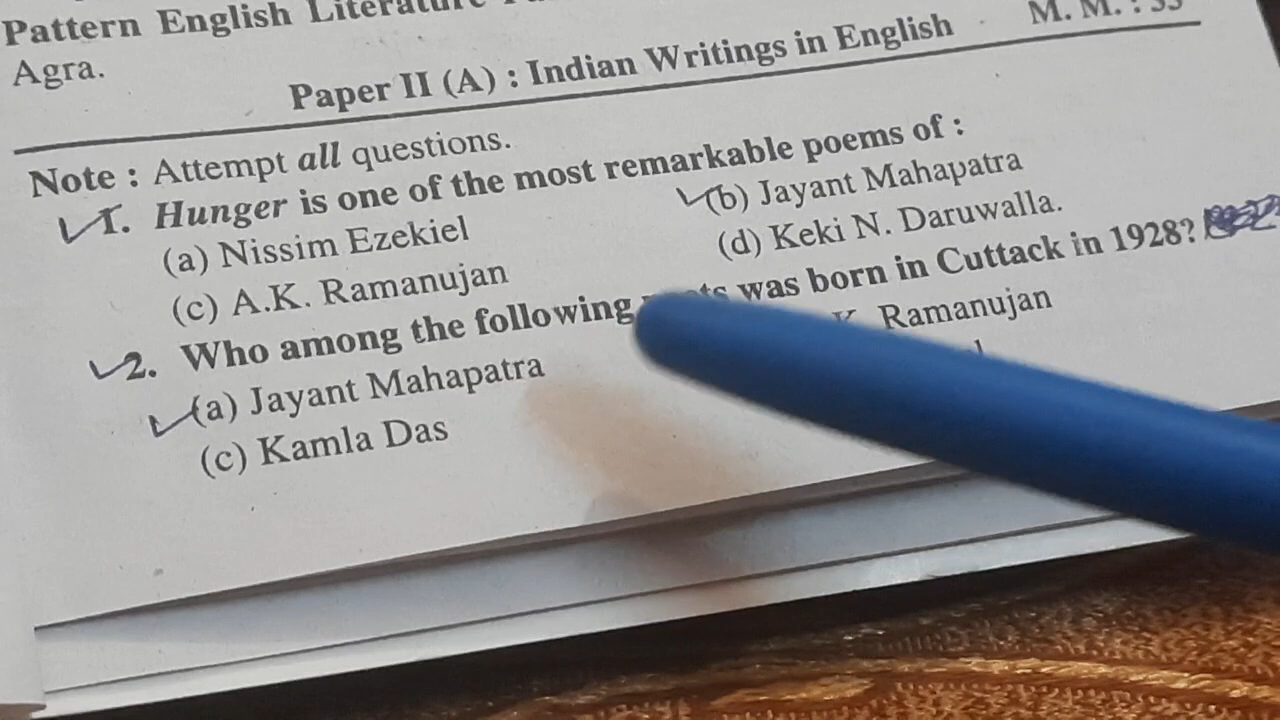 Pattern English Literature
Agra.
M. M. : 35
Paper II (A) : Indian Writings in English
Note : Attempt all questions.
1. Hunger is one of the most remarkable poems of :
(a) Nissim Ezekiel (b) Jayant Mahapatra
(c) A.K. Ramanujan (d) Keki N. Daruwalla.
2. Who among the following was born in Cuttack in 1928?
(a) Jayant Mahapatra K. Ramanujan
(c) Kamla Das